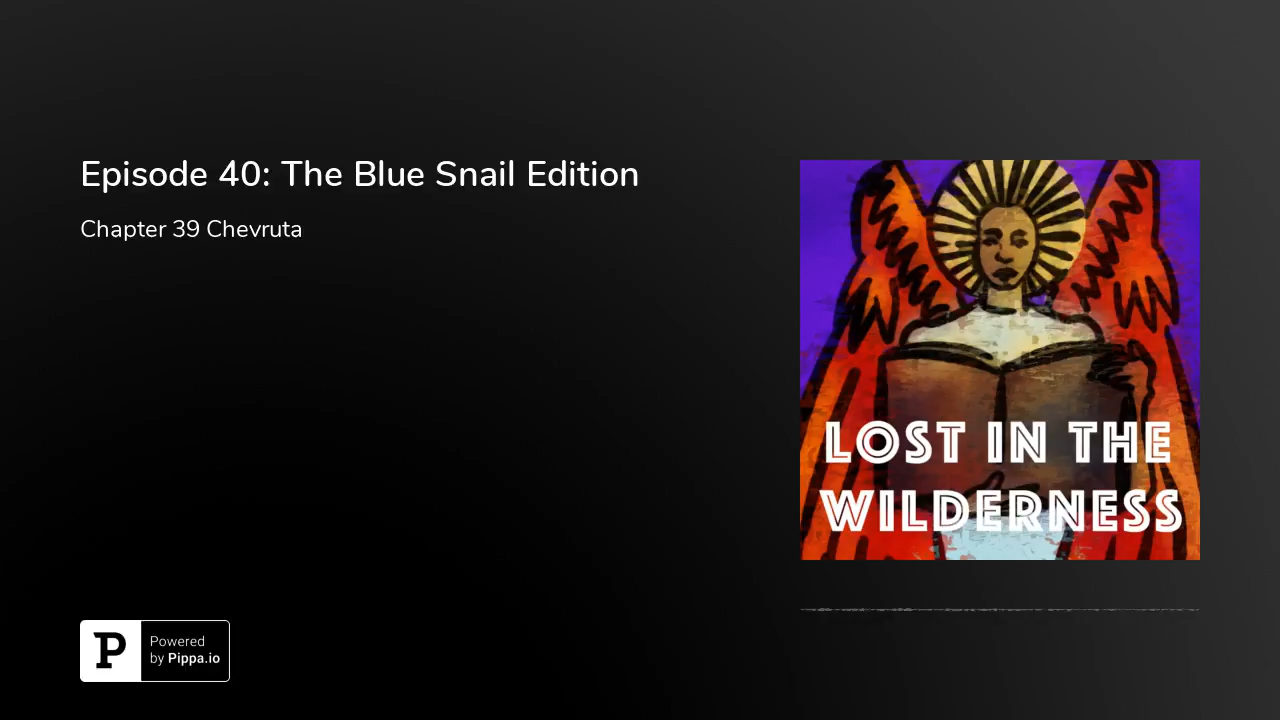 Episode 40: The Blue Snail Edition
Chapter 39 Chevruta
LOST IN THE
WILDERNESS
P
Powered
by Pippa.io